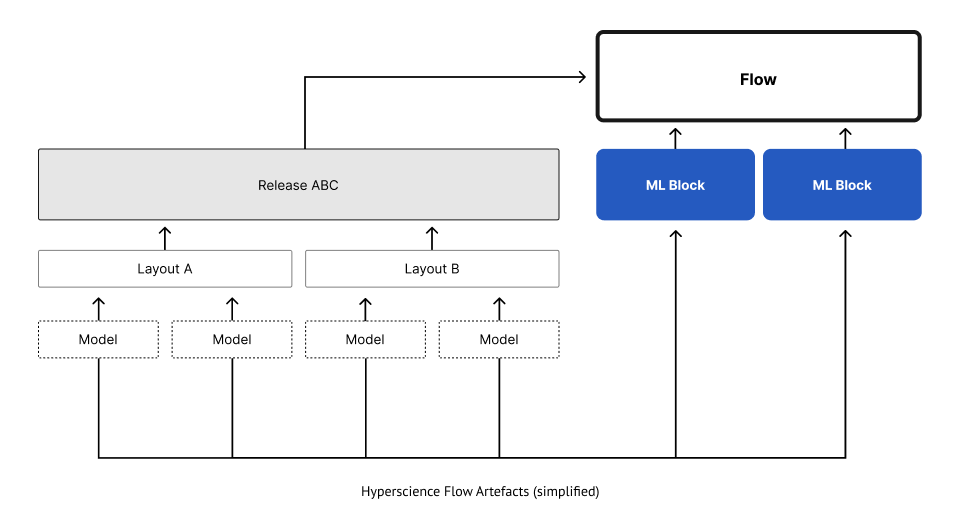 Flow
Release ABC
ML Block
ML Block
Layout A
Layout B
Model
Model
Model
Model
Hyperscience Flow Artefacts (simplified)